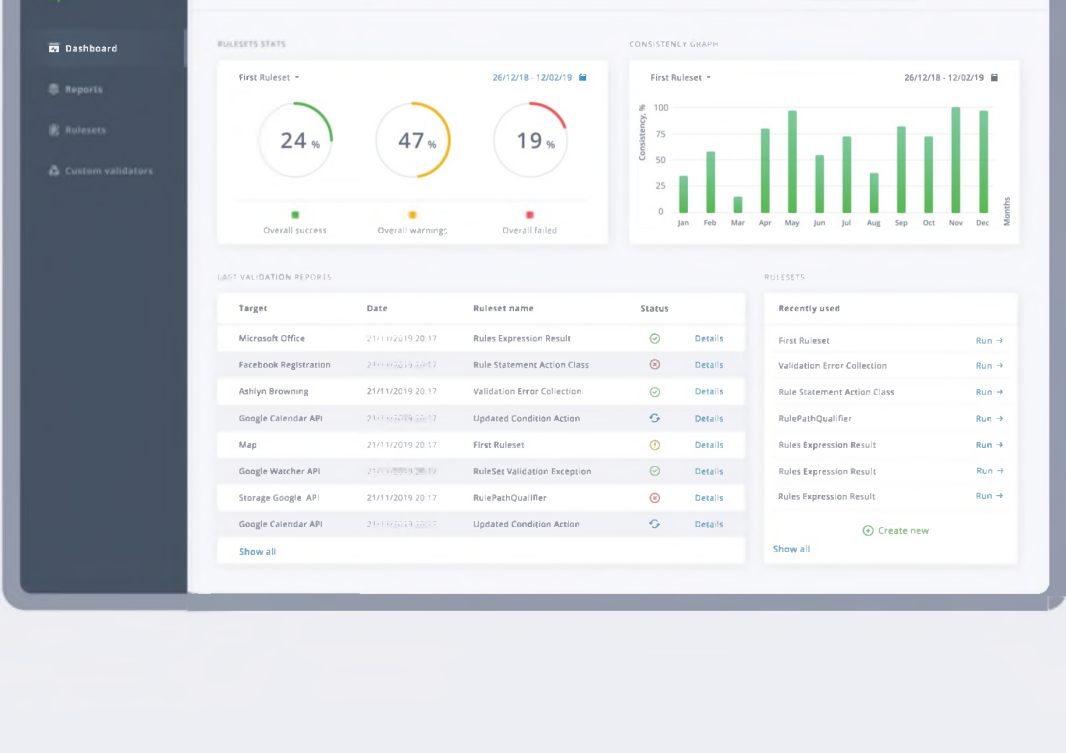 Dashboard
Reports
Rulesets
Custom validators
RULESETS STATS
First Ruleset
26/12/18 - 12/02/19
24 %
47 %
19 %
Overall success
Overall warnings
Overall failed
CONSISTENCY GRAPH
First Ruleset
26/12/18 - 12/02/19
Consistency, %
100
75
50
25
0
Jan Feb Mar Apr May Jun Jul Aug Sep Oct Nov Dec
Months
LAST VALIDATION REPORTS
Target Date Ruleset name Status
Microsoft Office 21/11/2019 20:17 Rules Expression Result Details
Facebook Registration Rule Statement Action Class Details
Ashlyn Browning 21/11/2019 20:17 Validation Error Collection Details
Google Calendar API Updated Condition Action Details
Map 21/11/2019 20:17 First Ruleset Details
Google Watcher API RuleSet Validation Exception Details
Storage Google API 21/11/2019 20:17 RulePathQualifier Details
Google Calendar API Updated Condition Action Details
Show all
RULESETS
Recently used
First Ruleset Run →
Validation Error Collection Run →
Rule Statement Action Class Run →
RulePathQualifier Run →
Rules Expression Result Run →
Rules Expression Result Run →
Rules Expression Result Run →
Create new
Show all